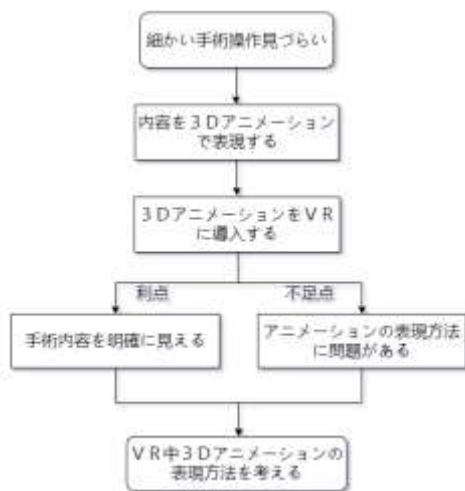 細かい手術操作見づらい
内容を３Ｄアニメーション
で表現する
３ＤアニメーションをＶＲ
に導入する
利点
不足点
手術内容を明確に見える
アニメーションの表現方法
に問題がある
ＶＲ中３Ｄアニメーションの
表現方法を考える